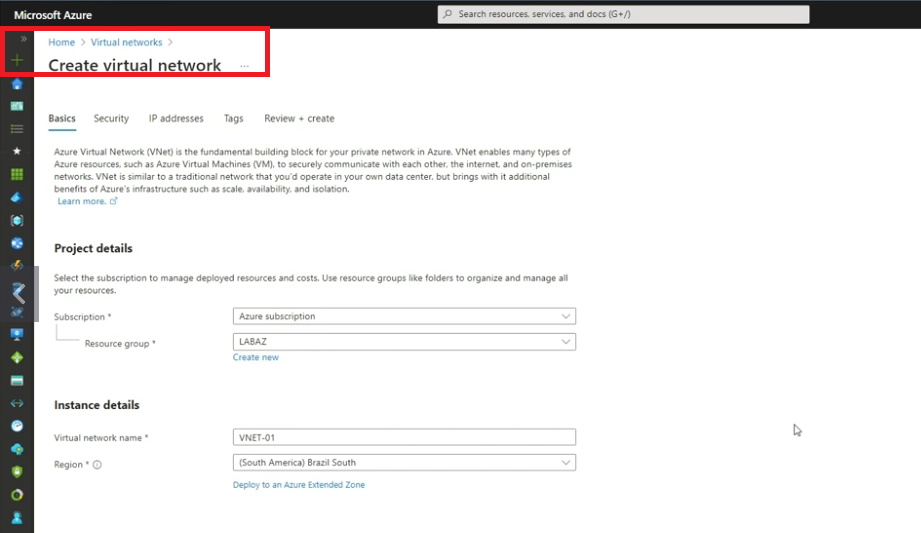 Microsoft Azure
Search resources, services, and docs (G+/)
Home > Virtual networks >
Create virtual network ...
Basics Security IP addresses Tags Review + create
Azure Virtual Network (VNet) is the fundamental building block for your private network in Azure. VNet enables many types of
Azure resources, such as Azure Virtual Machines (VM), to securely communicate with each other, the internet, and on-premises
networks. VNet is similar to a traditional network that you'd operate in your own data center, but brings with it additional
benefits of Azure's infrastructure such as scale, availability, and isolation.
Learn more.
Project details
Select the subscription to manage deployed resources and costs. Use resource groups like folders to organize and manage all
your resources.
Subscription *
Azure subscription
Resource group *
LABAZ
Create new
Instance details
Virtual network name *
VNET-01
Region *
(South America) Brazil South
Deploy to an Azure Extended Zone